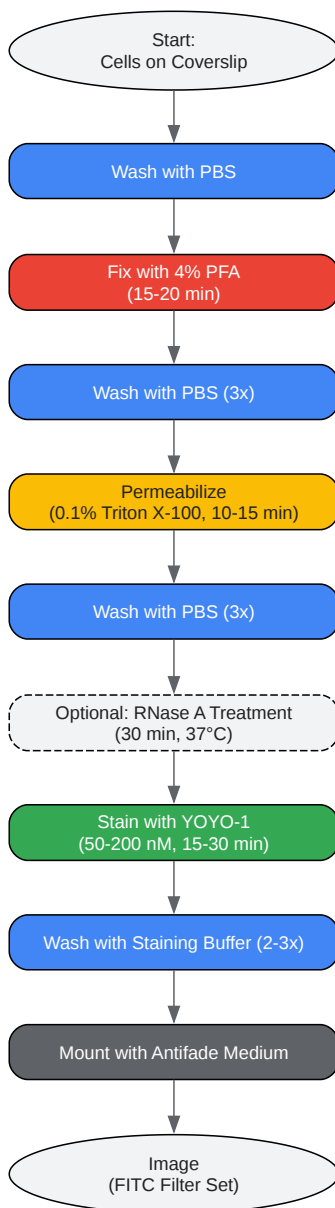 Start:
Cells on Coverslip
Wash with PBS
Fix with 4% PFA
(15-20 min)
Wash with PBS (3x)
Permeabilize
(0.1% Triton X-100, 10-15 min)
Wash with PBS (3x)
Optional: RNase A Treatment
(30 min, 37°C)
Stain with YOYO-1
(50-200 nM, 15-30 min)
Wash with Staining Buffer (2-3x)
Mount with Antifade Medium
Image
(FITC Filter Set)